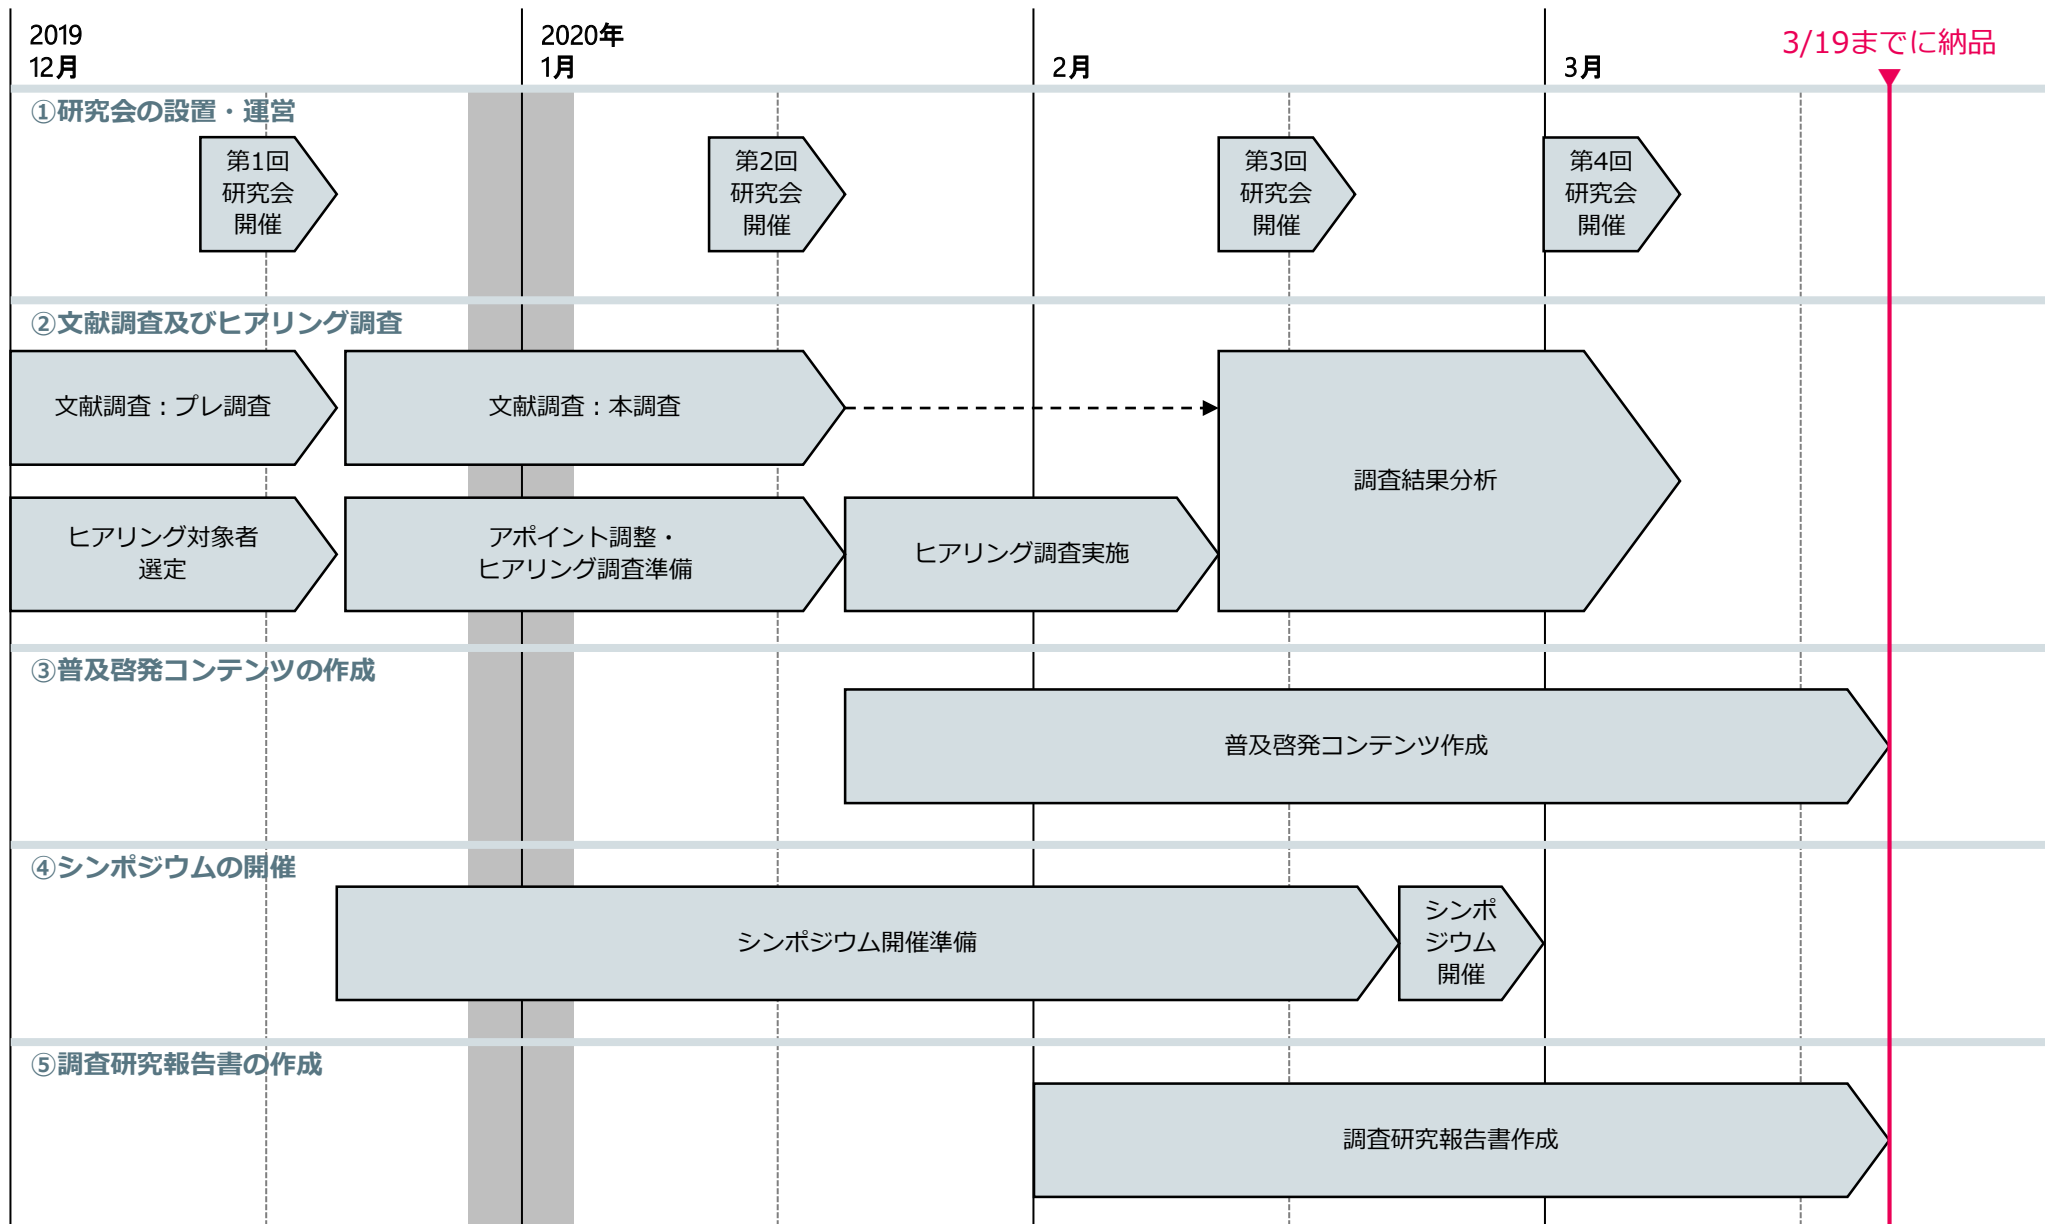 2019
12月
2020年
1月
2月
3月
3/19までに納品
①研究会の設置・運営
第1回
研究会
開催
第2回
研究会
開催
第3回
研究会
開催
第4回
研究会
開催
②文献調査及びヒアリング調査
文献調査：プレ調査
文献調査：本調査
調査結果分析
ヒアリング対象者
選定
アポイント調整・
ヒアリング調査準備
ヒアリング調査実施
③普及啓発コンテンツの作成
普及啓発コンテンツ作成
④シンポジウムの開催
シンポジウム開催準備
シンポ
ジウム
開催
⑤調査研究報告書の作成
調査研究報告書作成